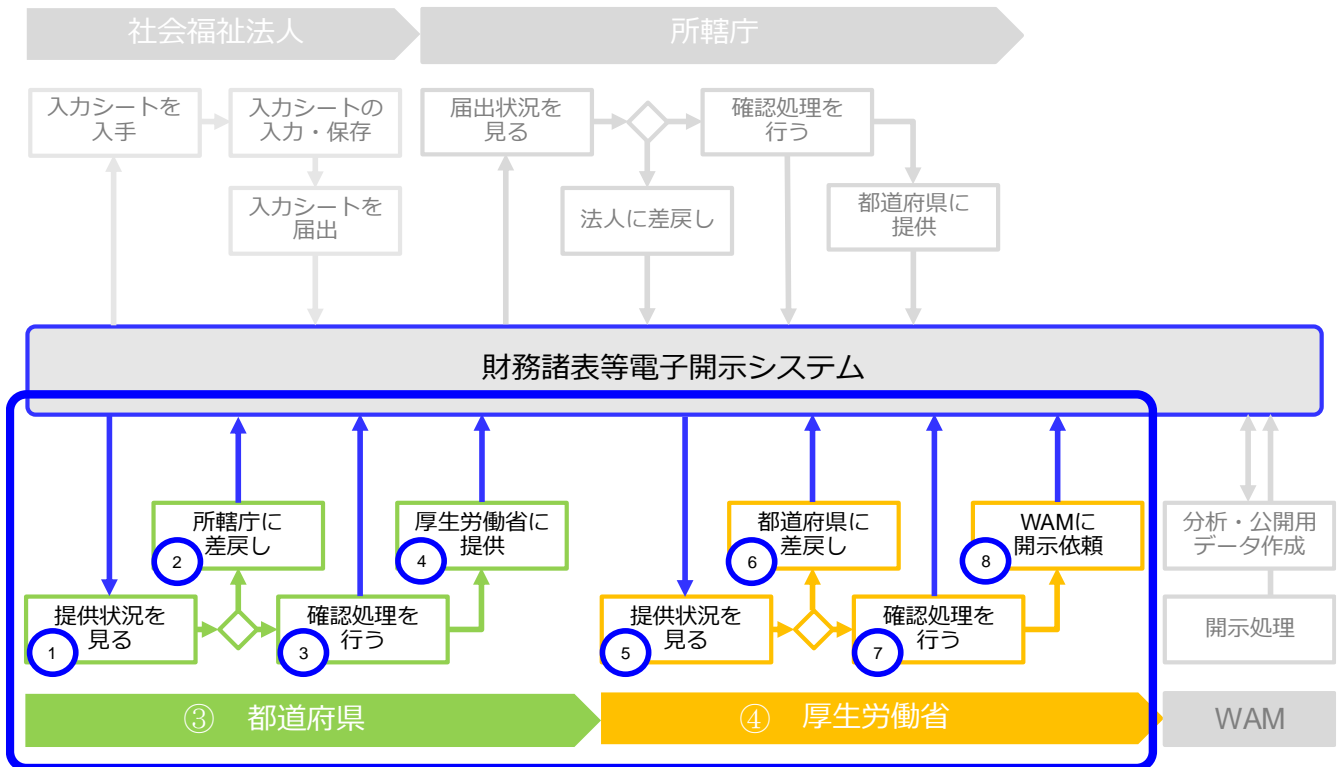 社会福祉法人
所轄庁
入力シートを
入手
入力シートの
入力・保存
入力シートを
届出
届出状況を
見る
確認処理を
行う
法人に差戻し
都道府県に
提供
財務諸表等電子開示システム
所轄庁に
差戻し
2
厚生労働省に
提供
4
提供状況を
見る
1
確認処理を
行う
3
都道府県に
差戻し
6
WAMに
開示依頼
8
提供状況を
見る
5
確認処理を
行う
7
分析・公開用
データ作成
開示処理
③ 都道府県
④ 厚生労働省
WAM